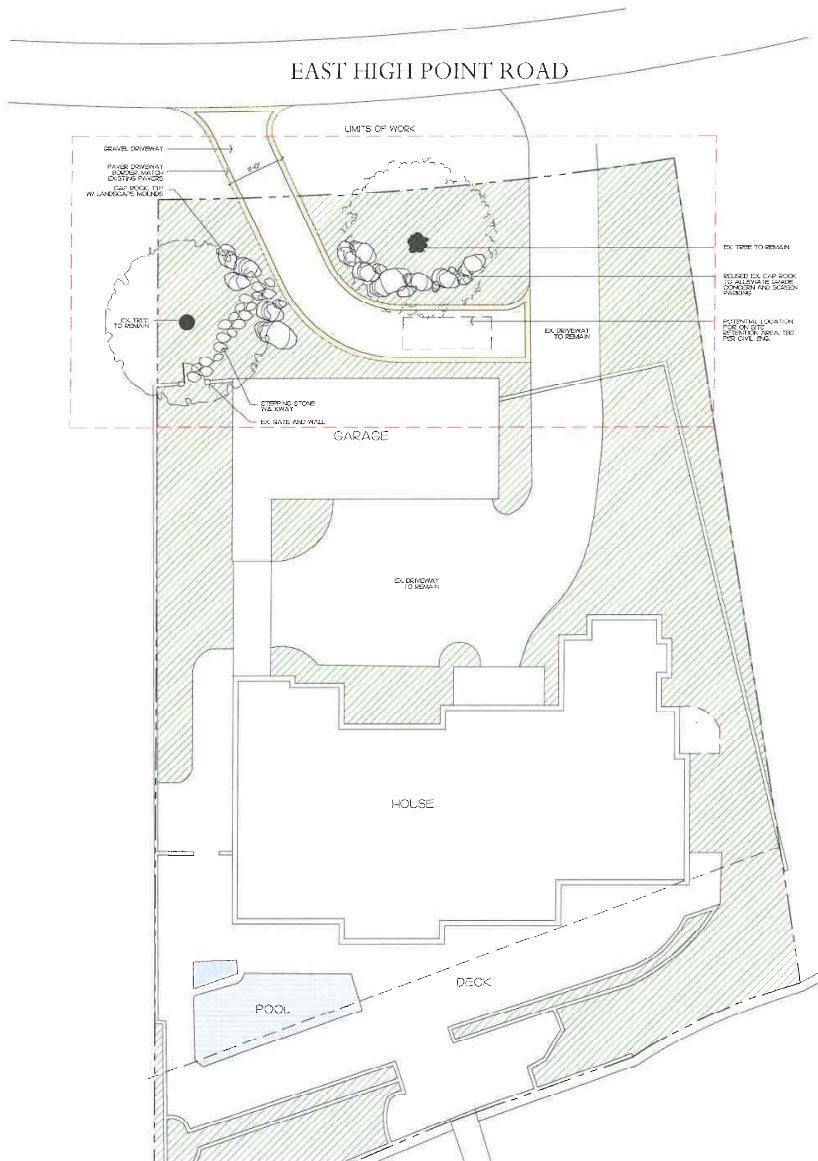 EAST HIGH POINT ROAD
LIMITS OF WORK
GRAVEL DRIVEWAY
PAVER DRIVEWAY
BORDER, MATCH
EXISTING PAVERS
CAP ROCK, TYP
W/ LANDSCAPE MOUNDS
EX. TREE TO REMAIN
REUSED EX. CAP ROCK
TO ALLEVIATE GRADE
CONCERN AND SCREEN
PARKING
EX. TREE
TO REMAIN
EX. DRIVEWAY
TO REMAIN
POTENTIAL LOCATION
FOR ON SITE
RETENTION AREA, TBD
PER CIVIL ENG.
STEPPING STONE
WALKWAY
EX. GATE AND WALL
GARAGE
EX. DRIVEWAY
TO REMAIN
HOUSE
DECK
POOL